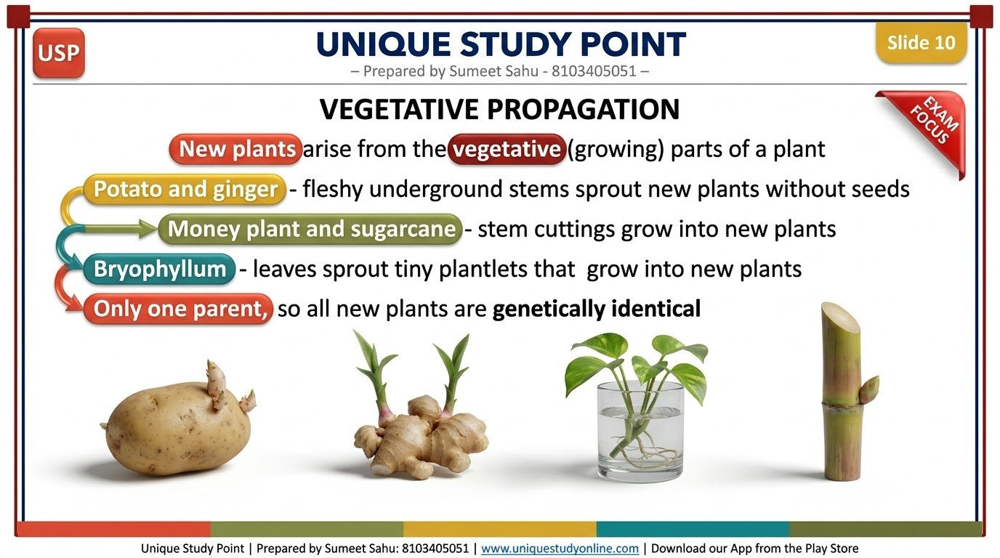 USP
UNIQUE STUDY POINT
– Prepared by Sumeet Sahu - 8103405051 –
Slide 10
EXAM FOCUS
VEGETATIVE PROPAGATION
New plants arise from the vegetative (growing) parts of a plant
Potato and ginger - fleshy underground stems sprout new plants without seeds
Money plant and sugarcane - stem cuttings grow into new plants
Bryophyllum - leaves sprout tiny plantlets that grow into new plants
Only one parent, so all new plants are genetically identical
Unique Study Point | Prepared by Sumeet Sahu: 8103405051 | www.uniquestudyonline.com | Download our App from the Play Store